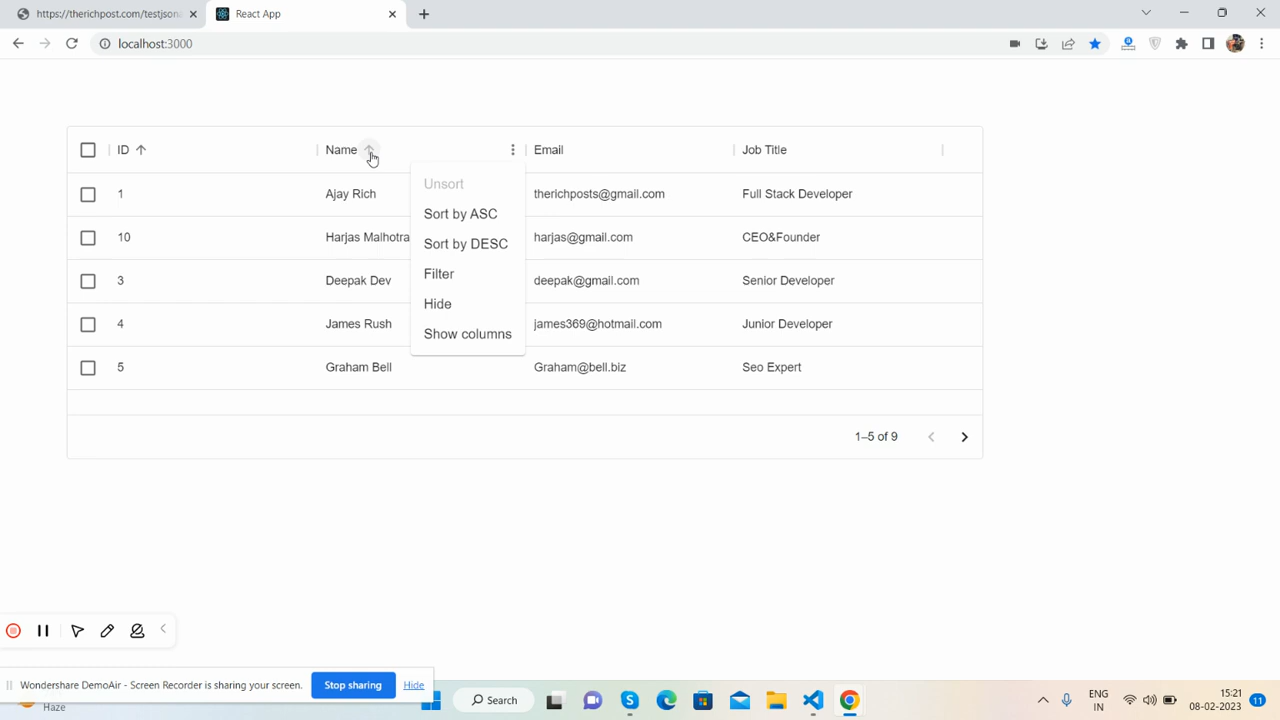 https://therichpost.com/testjsona
React App
localhost:3000
ID
Name
Email
Job Title
1
Ajay Rich
therichposts@gmail.com
Full Stack Developer
10
Harjas Malhotra
harjas@gmail.com
CEO&Founder
3
Deepak Dev
deepak@gmail.com
Senior Developer
4
James Rush
james369@hotmail.com
Junior Developer
5
Graham Bell
Graham@bell.biz
Seo Expert
Unsort
Sort by ASC
Sort by DESC
Filter
Hide
Show columns
1–5 of 9
Wondershare DemoAir - Screen Recorder is sharing your screen.
Stop sharing
Hide
Haze
Search
ENG
IN
15:21
08-02-2023
11